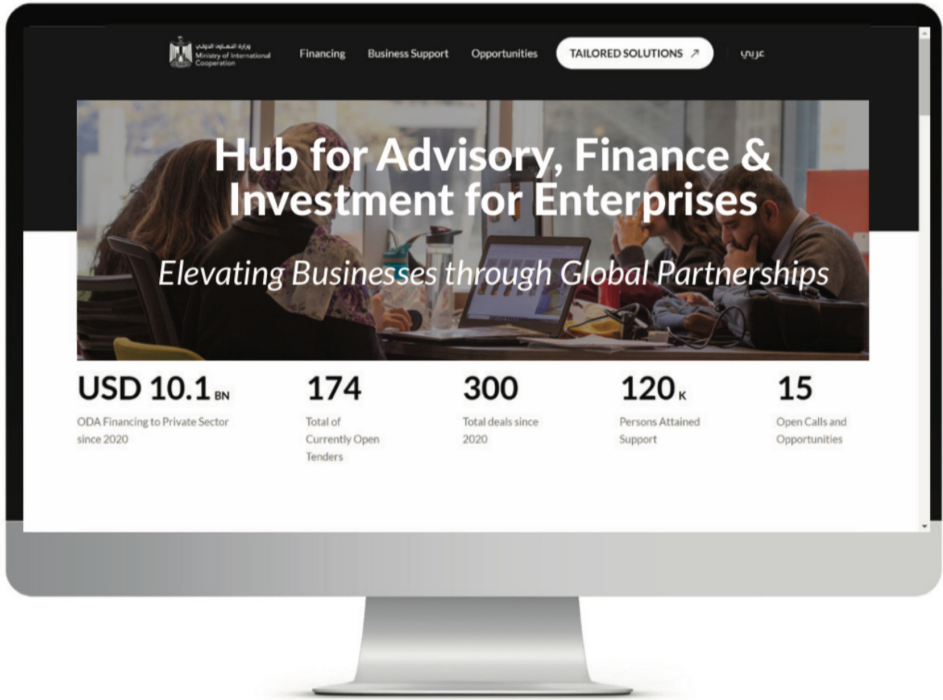 وزارة التعاون الدولي
Ministry of International
Cooperation
Financing
Business Support
Opportunities
TAILORED SOLUTIONS ↗
عربي
Hub for Advisory, Finance &
Investment for Enterprises
Elevating Businesses through Global Partnerships
USD 10.1 BN
ODA Financing to Private Sector
since 2020
174
Total of
Currently Open
Tenders
300
Total deals since
2020
120 K
Persons Attained
Support
15
Open Calls and
Opportunities